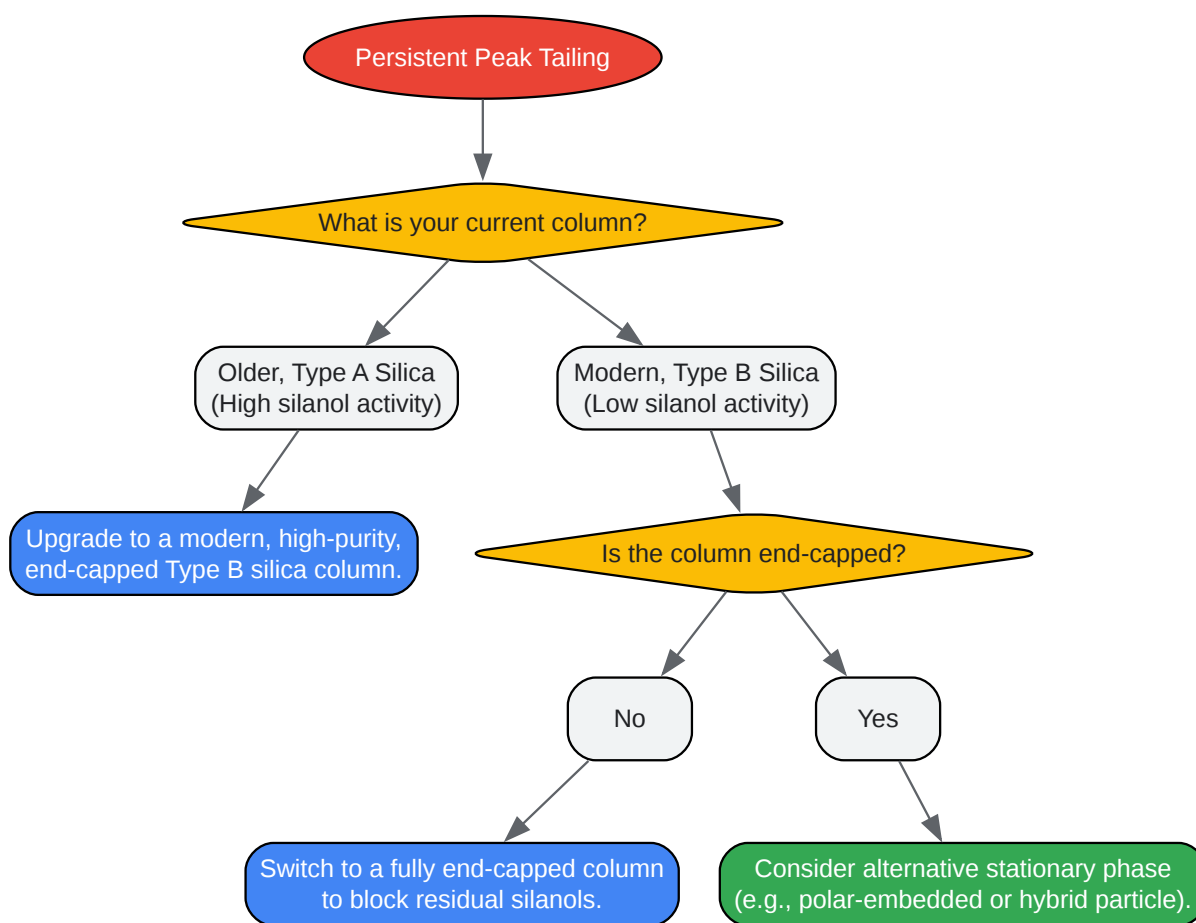 Persistent Peak Tailing
What is your current column?
Older, Type A Silica
(High silanol activity)
Modern, Type B Silica
(Low silanol activity)
Upgrade to a modern, high-purity,
end-capped Type B silica column.
Is the column end-capped?
No
Yes
Switch to a fully end-capped column
to block residual silanols.
Consider alternative stationary phase
(e.g., polar-embedded or hybrid particle).